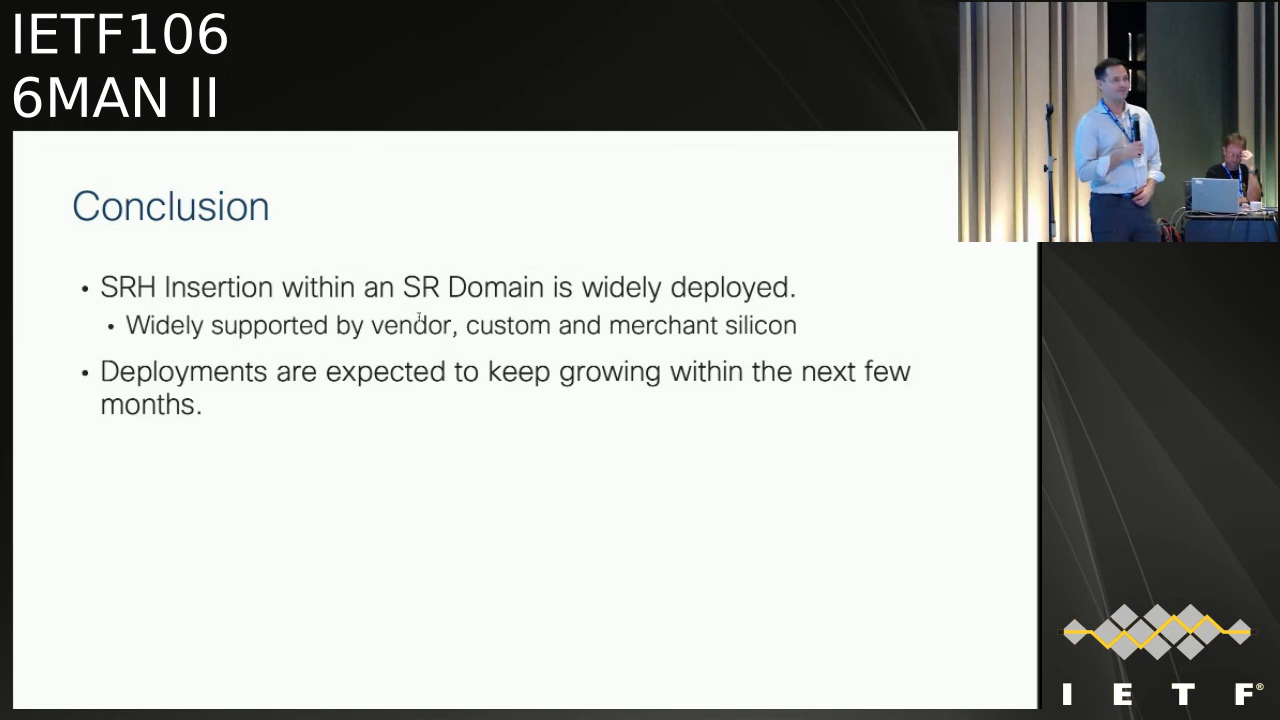 IETF106
6MAN II
Conclusion
• SRH Insertion within an SR Domain is widely deployed.
• Widely supported by vendor, custom and merchant silicon
• Deployments are expected to keep growing within the next few
months.
I E T F®